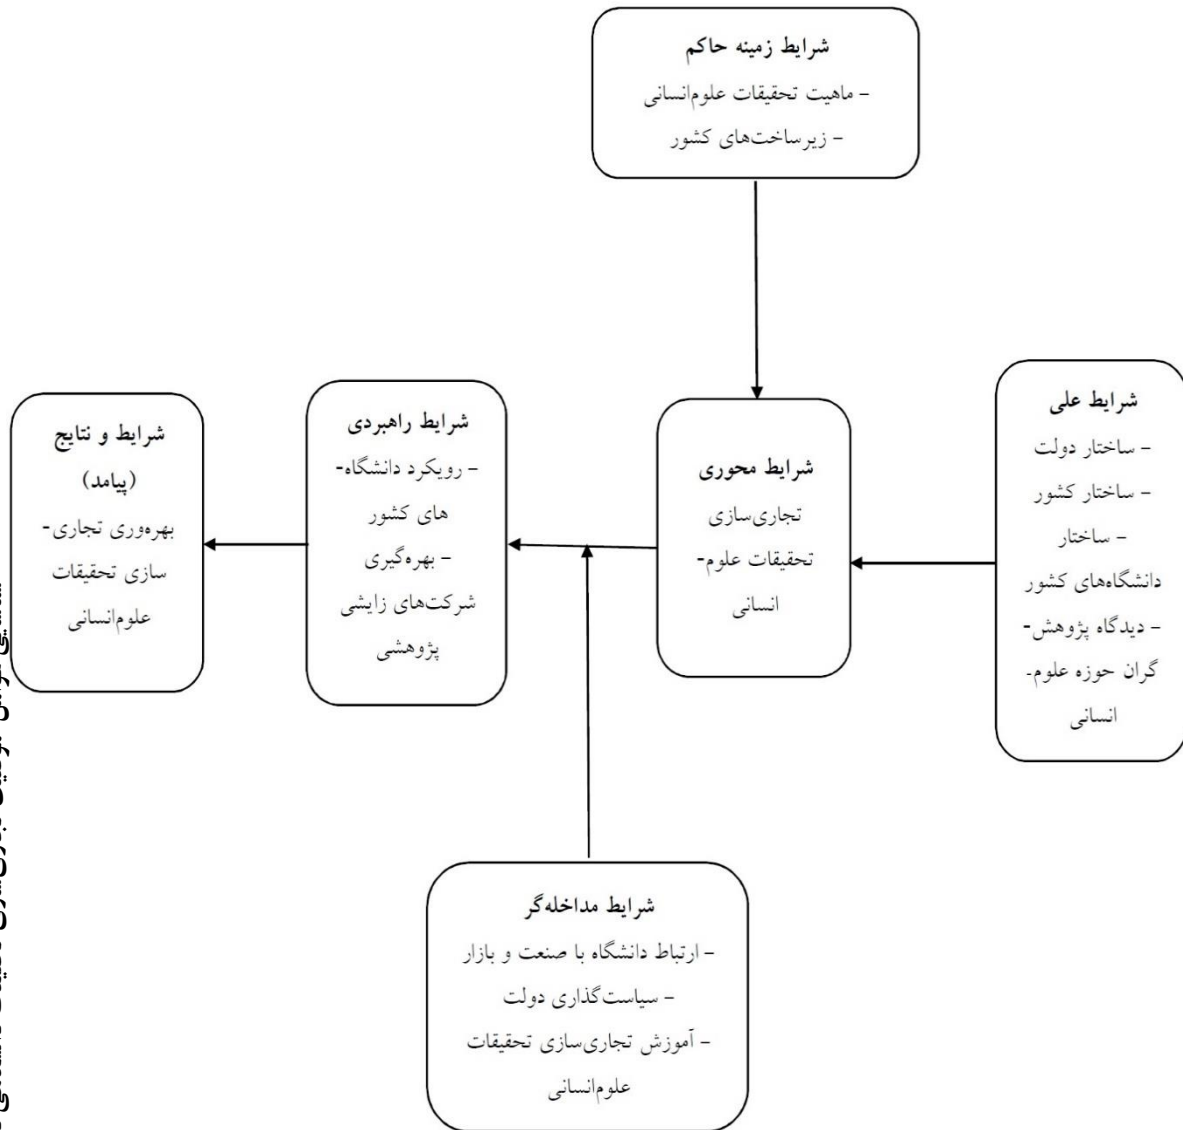 شرایط زمینه حاکم
- ماهیت تحقیقات علوم‌انسانی
- زیرساخت‌های کشور
شرایط علی
- ساختار دولت
- ساختار کشور
- ساختار
دانشگاه‌های کشور
- دیدگاه پژوهش-
گران حوزه علوم-
انسانی
شرایط محوری
تجاری‌سازی
تحقیقات علوم-
انسانی
شرایط راهبردی
- رویکرد دانشگاه-
های کشور
- بهره‌گیری
شرکت‌های زایشی
پژوهشی
شرایط و نتایج
(پیامد)
بهره‌وری تجاری-
سازی تحقیقات
علوم‌انسانی
شرایط مداخله‌گر
- ارتباط دانشگاه با صنعت و بازار
- سیاست‌گذاری دولت
- آموزش تجاری‌سازی تحقیقات
علوم‌انسانی